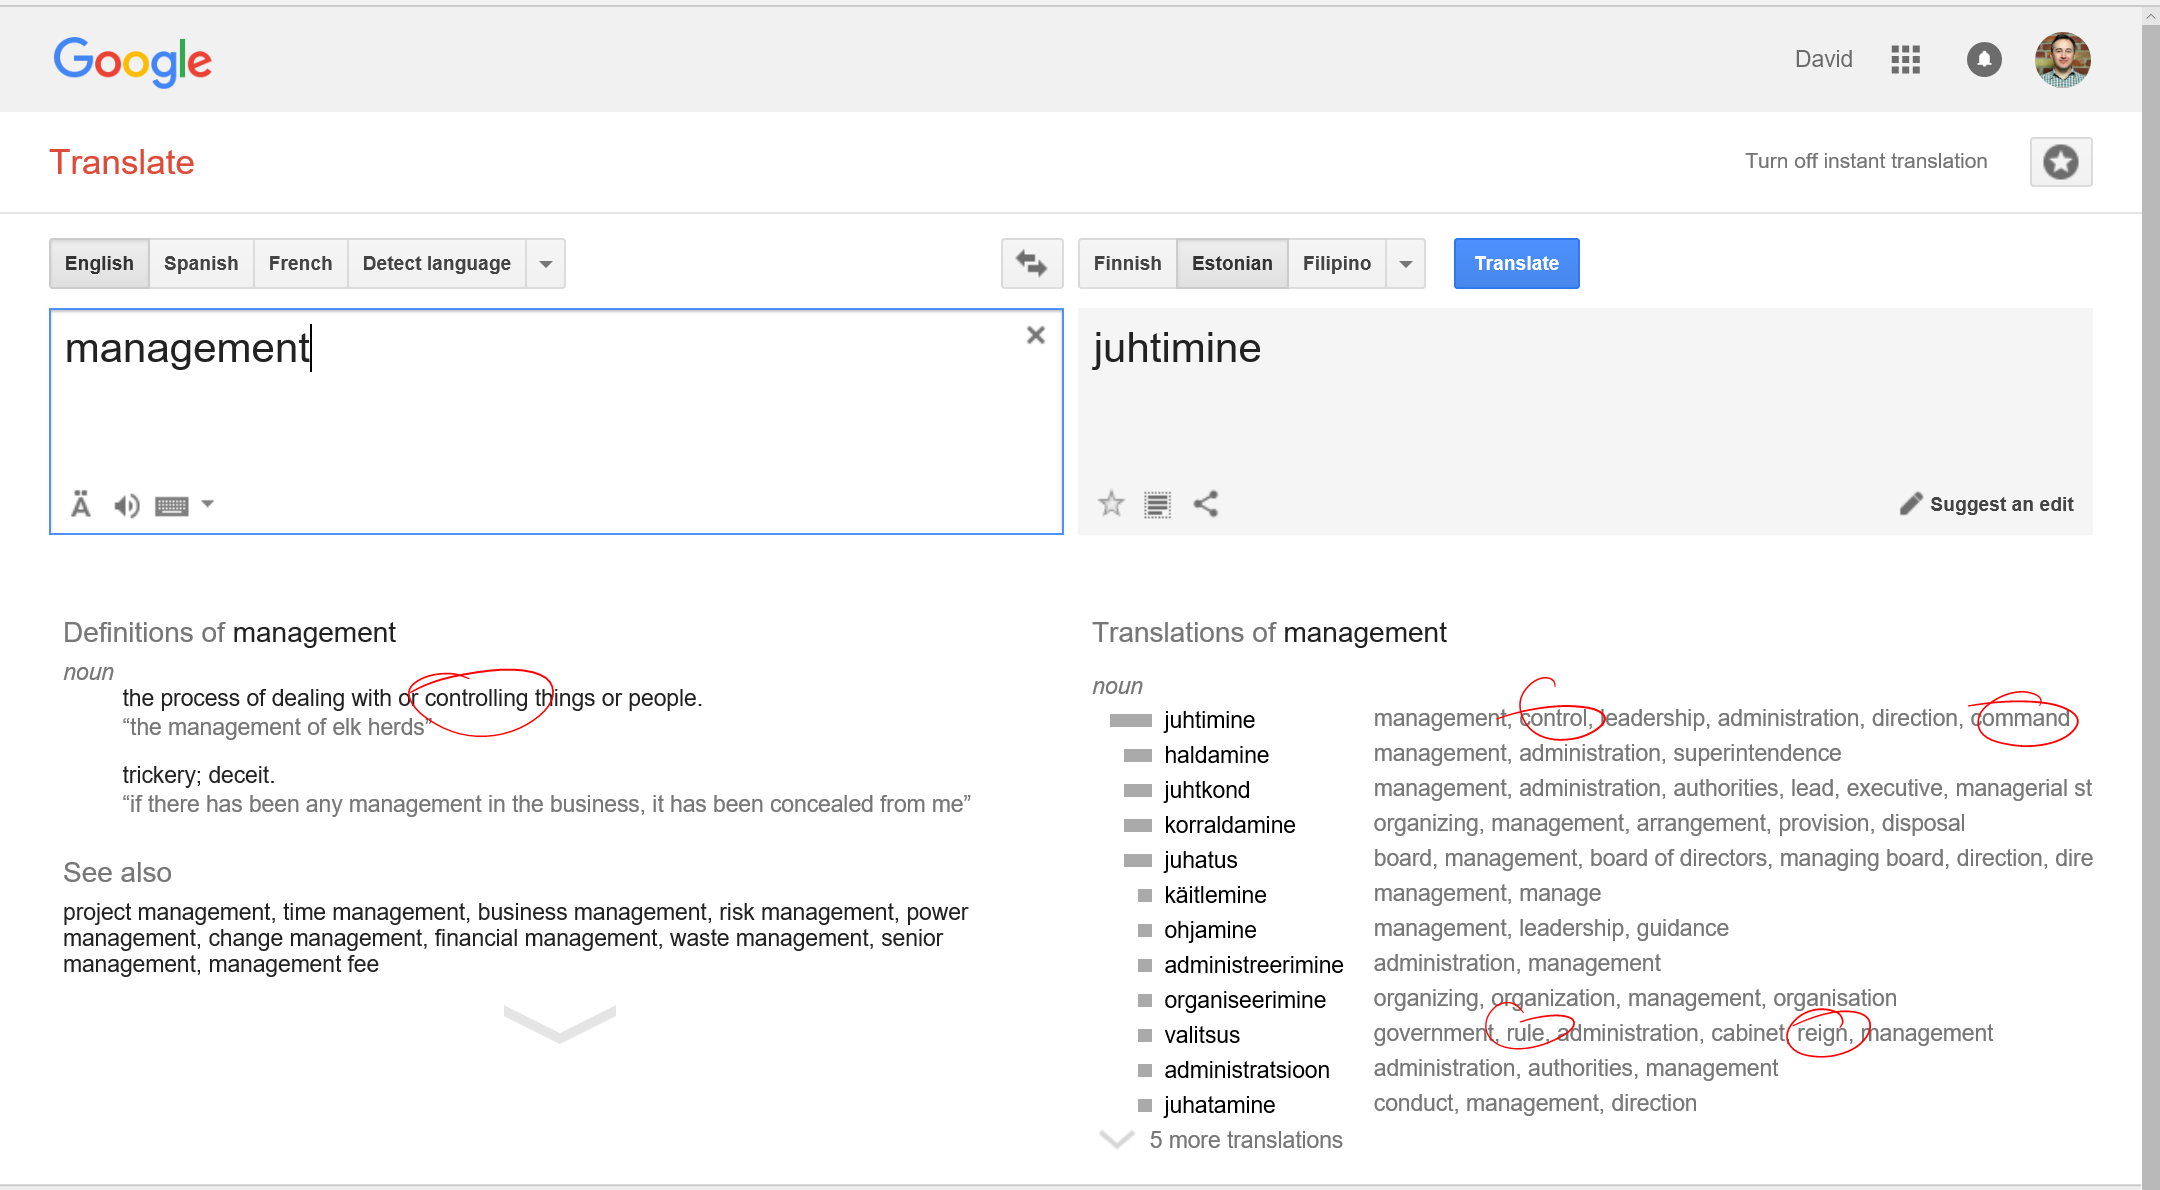 Google
David
Translate
Turn off instant translation
English Spanish French Detect language
Finnish Estonian Filipino
Translate
management
juhtimine
Ä
Suggest an edit
Definitions of management
noun
the process of dealing with or controlling things or people.
“the management of elk herds”
trickery; deceit.
“if there has been any management in the business, it has been concealed from me”
See also
project management, time management, business management, risk management, power
management, change management, financial management, waste management, senior
management, management fee
Translations of management
noun
juhtimine management, control, leadership, administration, direction, command
haldamine management, administration, superintendence
juhtkond management, administration, authorities, lead, executive, managerial st
korraldamine organizing, management, arrangement, provision, disposal
juhatus board, management, board of directors, managing board, direction, dire
käitlemine management, manage
ohjamine management, leadership, guidance
administreerimine administration, management
organiseerimine organizing, organization, management, organisation
valitsus government, rule, administration, cabinet, reign, management
administratsioon administration, authorities, management
juhatamine conduct, management, direction
5 more translations